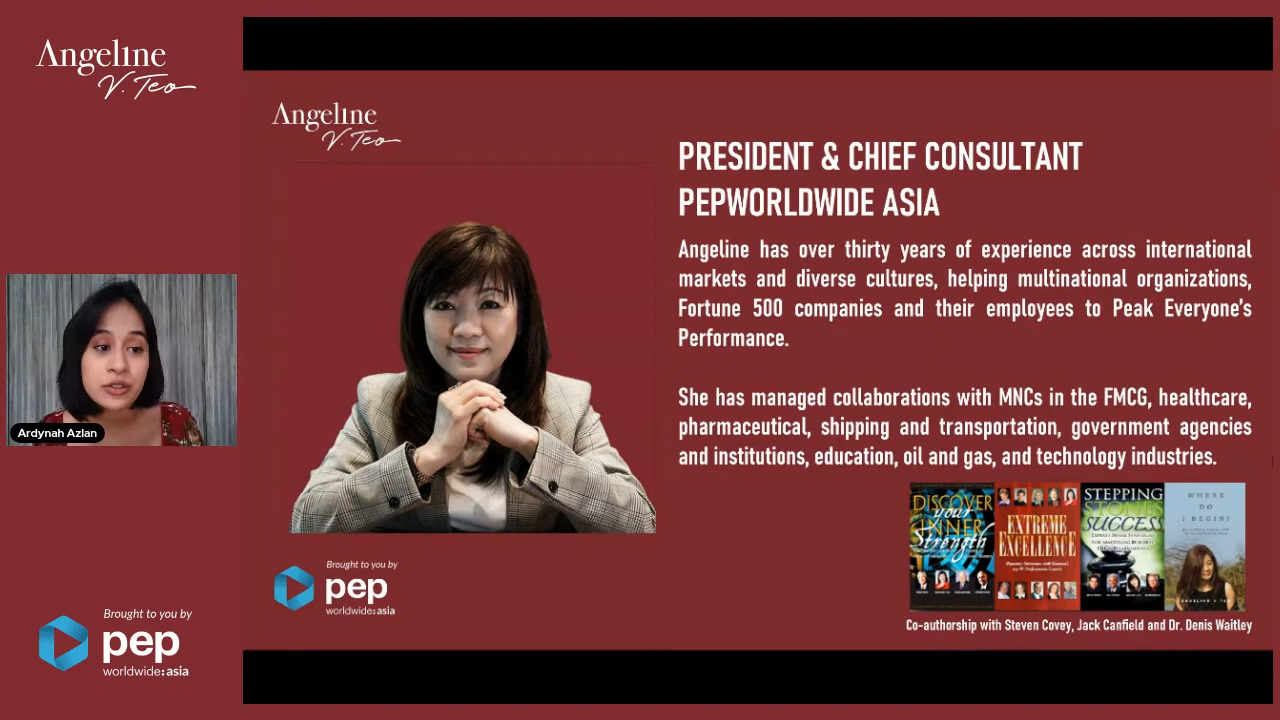 Angeline
V. Teo
Ardynah Azlan
Brought to you by
pep
worldwide:asia
Angeline
V. Teo
PRESIDENT & CHIEF CONSULTANT
PEPWORLDWIDE ASIA
Angeline has over thirty years of experience across international
markets and diverse cultures, helping multinational organizations,
Fortune 500 companies and their employees to Peak Everyone's
Performance.
She has managed collaborations with MNCs in the FMCG, healthcare,
pharmaceutical, shipping and transportation, government agencies
and institutions, education, oil and gas, and technology industries.
Brought to you by
pep
worldwide:asia
DISCOVER
your
INNER
Strength
EXTREME
EXCELLENCE
STEPPING
STONES
SUCCESS
WHERE
DO
I BEGIN?
ANGELINE V TEO
Co-authorship with Steven Covey, Jack Canfield and Dr. Denis Waitley